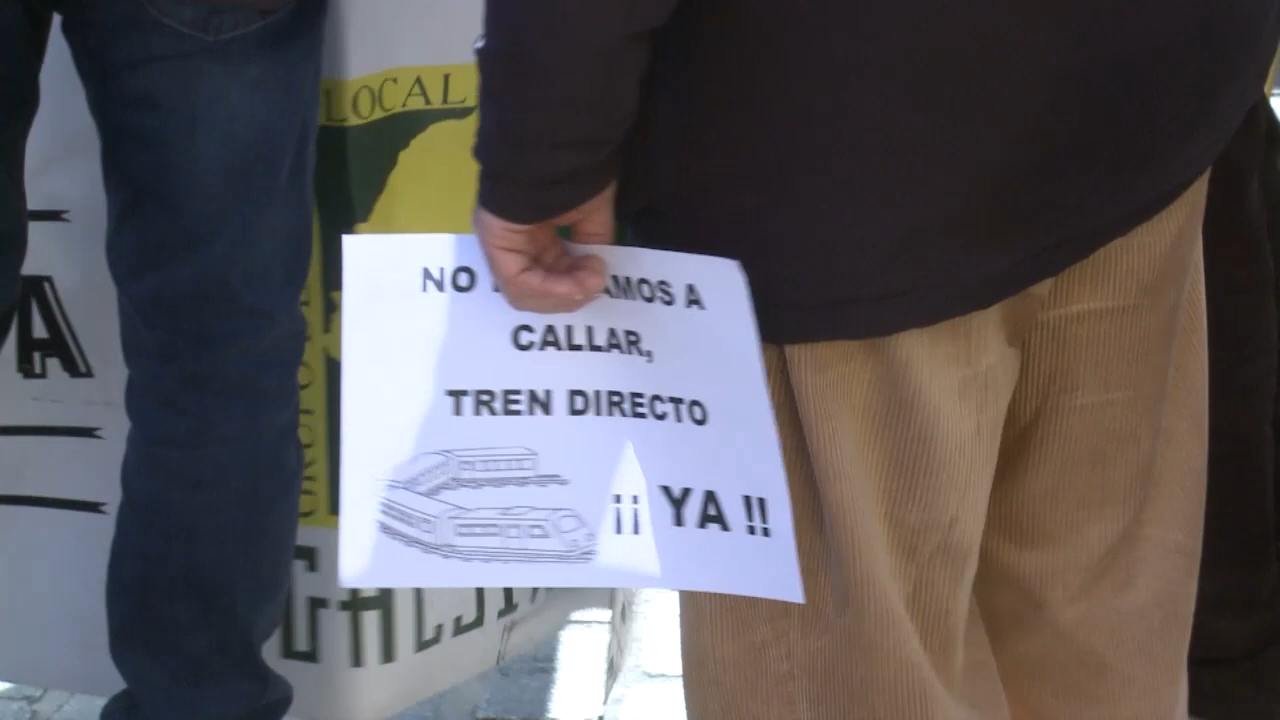 LOCAL
A
NO AMOS A
CALLAR,
TREN DIRECTO
¡¡ YA !!